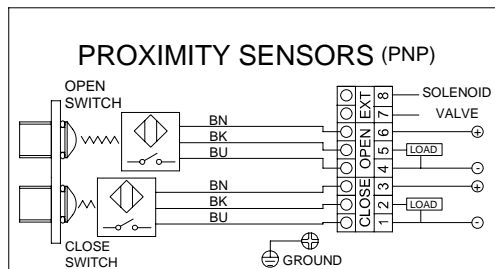 PROXIMITY SENSORS (PNP)
OPEN
SWITCH
BN
BK
BU
BN
BK
BU
CLOSE
SWITCH
GROUND
EXT
OPEN
CLOSE
8
7
6
5
4
3
2
1
SOLENOID
VALVE
+
LOAD
-
+
LOAD
-